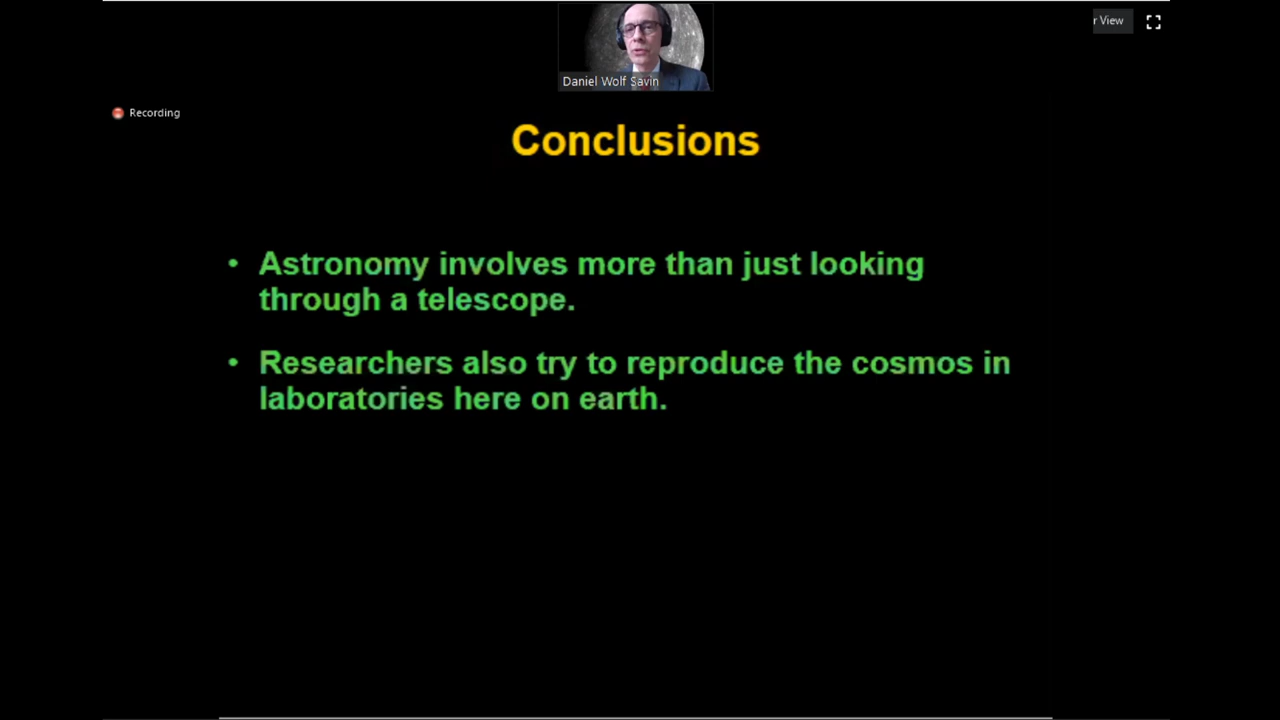 r View
Daniel Wolf Savin
Recording
Conclusions
• Astronomy involves more than just looking
through a telescope.
• Researchers also try to reproduce the cosmos in
laboratories here on earth.